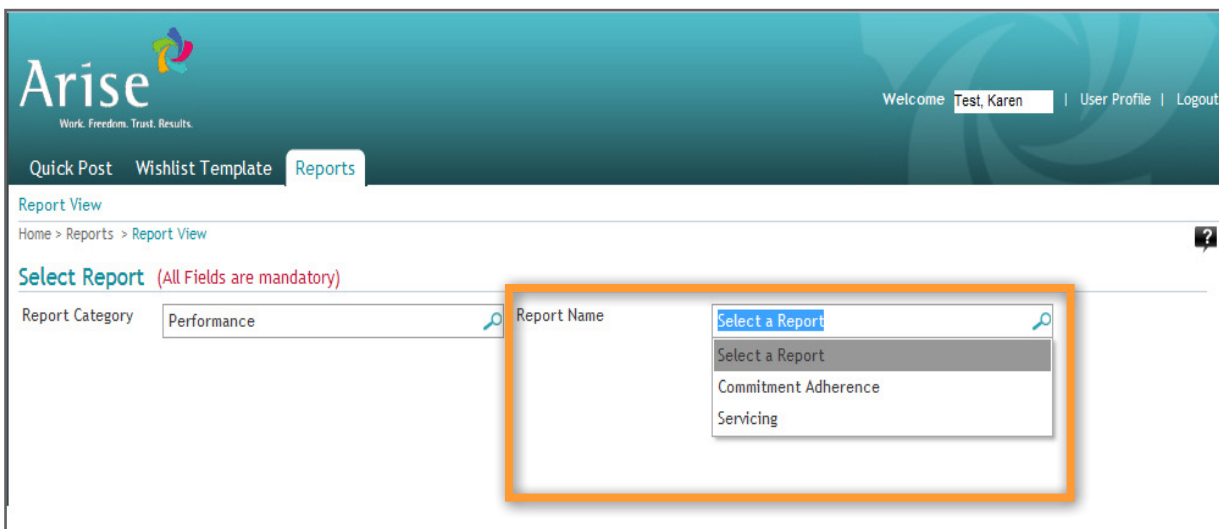 Arise
Work. Freedom. Trust. Results.
Welcome Test, Karen | User Profile | Logout
Quick Post Wishlist Template Reports
Report View
Home > Reports > Report View
?
Select Report (All Fields are mandatory)
Report Category Performance Report Name Select a Report
Select a Report
Commitment Adherence
Servicing